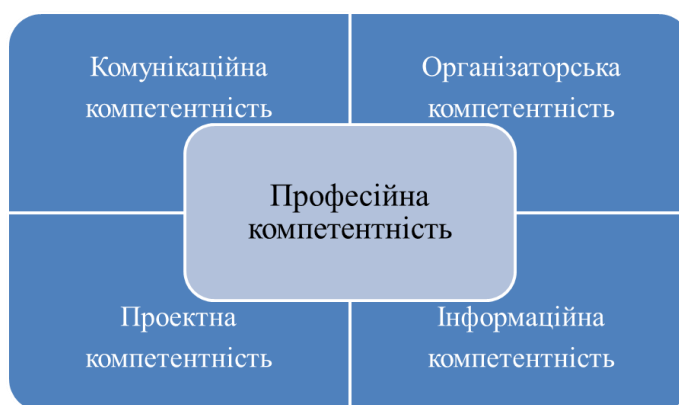 Комунікаційна
компетентність
Організаторська
компетентність
Професійна
компетентність
Проектна
компетентність
Інформаційна
компетентність